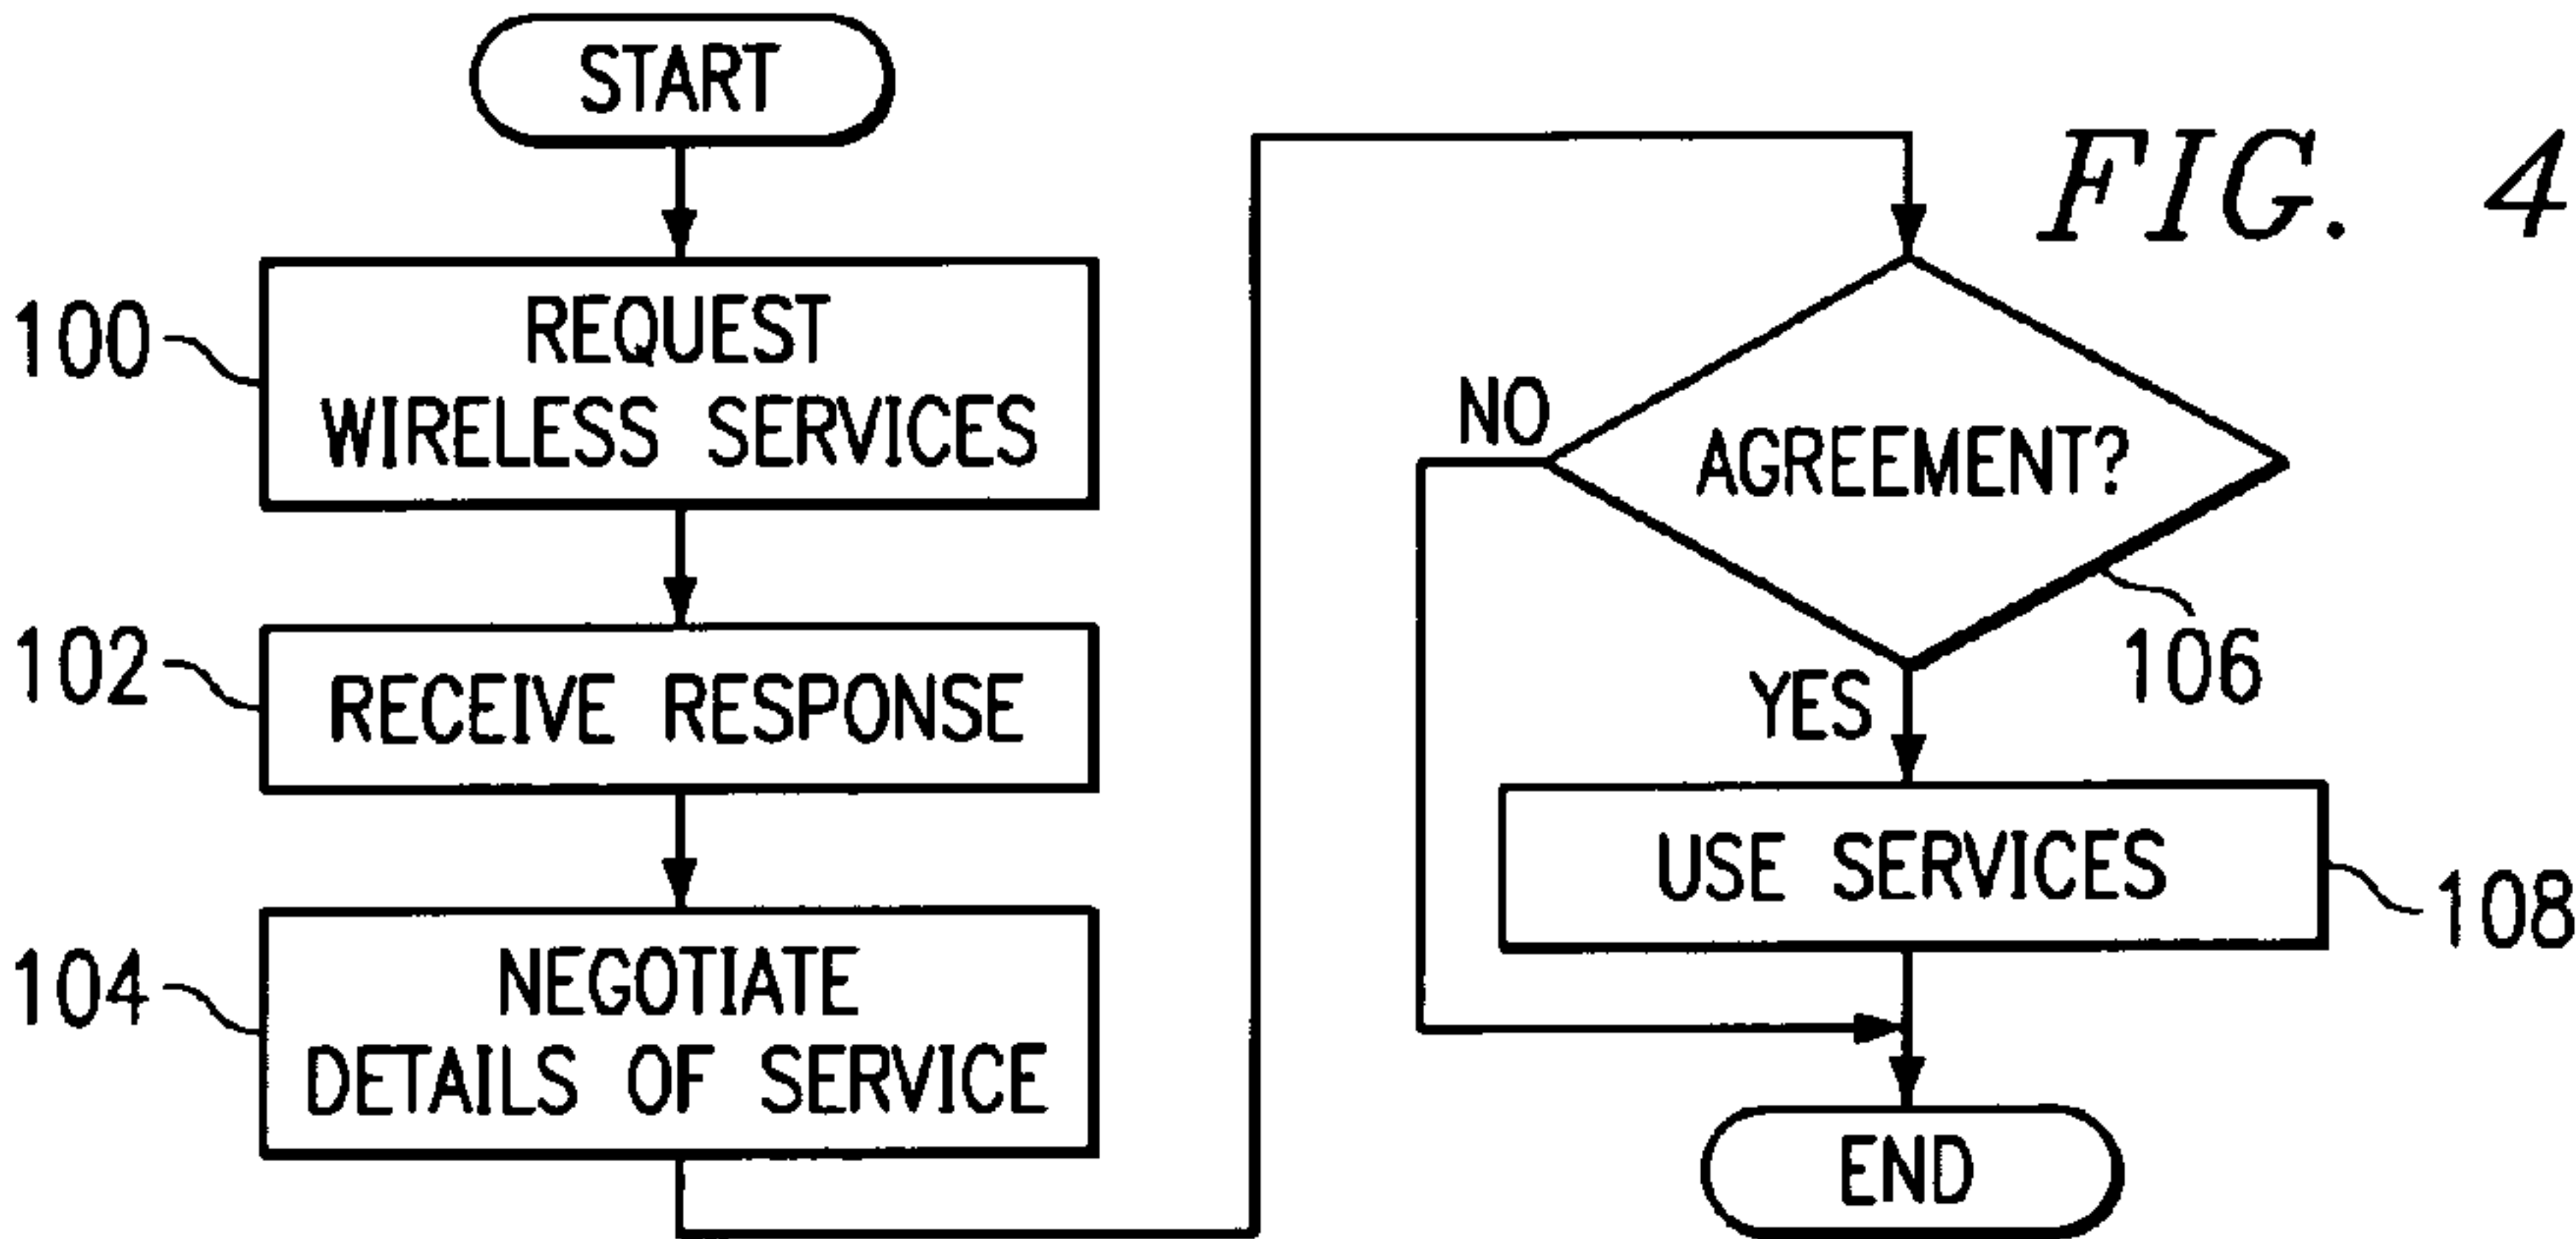 START
100
REQUEST
WIRELESS SERVICES
102
RECEIVE RESPONSE
104
NEGOTIATE
DETAILS OF SERVICE
FIG. 4
NO
AGREEMENT?
106
YES
USE SERVICES
108
END